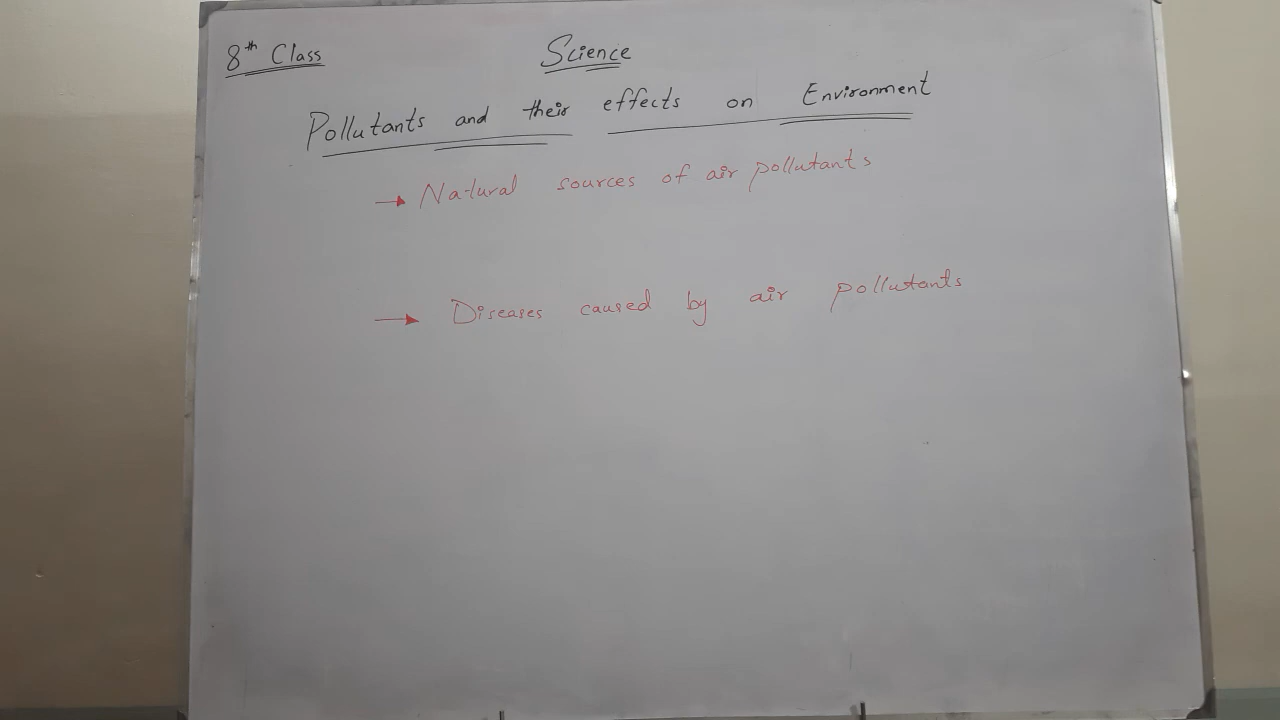 8th Class
Science
Pollutants and their effects on Environment
→ Natural sources of air pollutants
→ Diseases caused by air pollutants